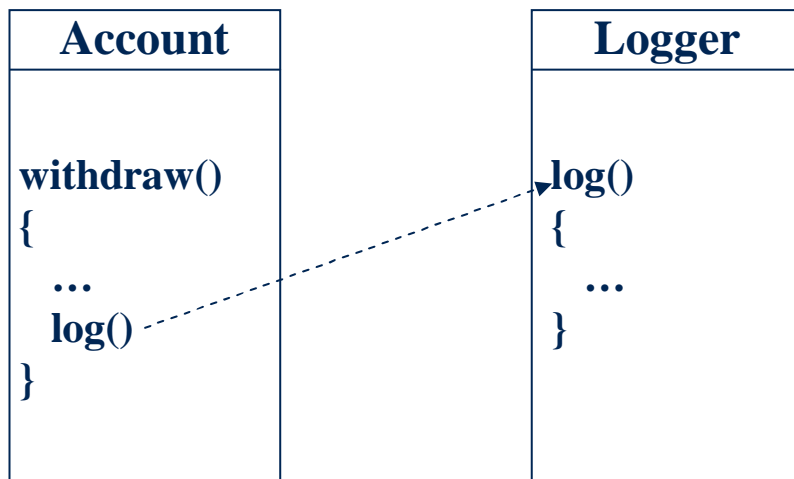 Account
withdraw()
{
…
log()
}
Logger
log()
{
…
}